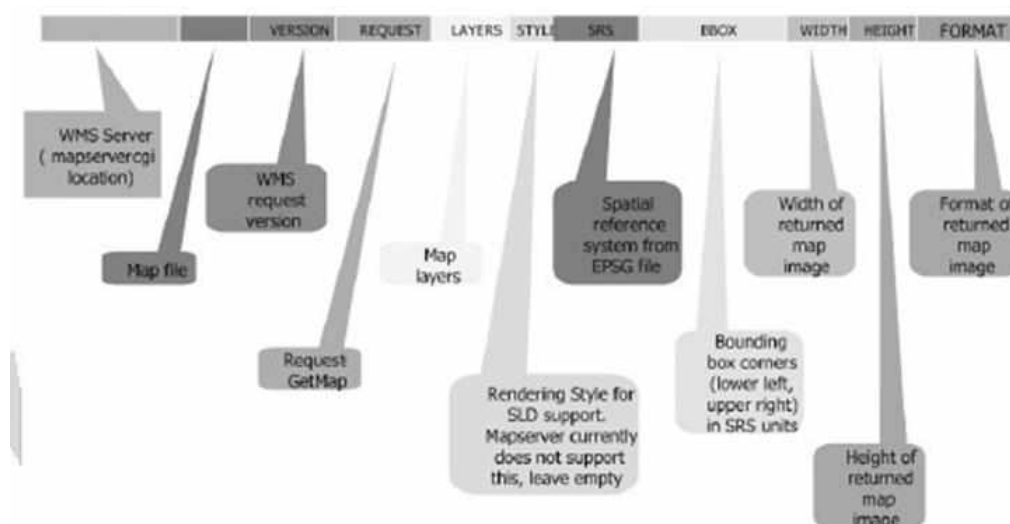 VERSION REQUEST LAYERS STYLE SRS BBOX WIDTH HEIGHT FORMAT
WMS Server
( mapservercgi
location)
Map file
WMS
request
version
Request
GetMap
Map
layers
Rendering Style for
SLD support.
Mapserver currently
does not support
this, leave empty
Spatial
reference
system from
EPSG file
Bounding
box corners
(lower left,
upper right)
in SRS units
Width of
returned
map
image
Height of
returned
map
image
Format of
returned
map
image